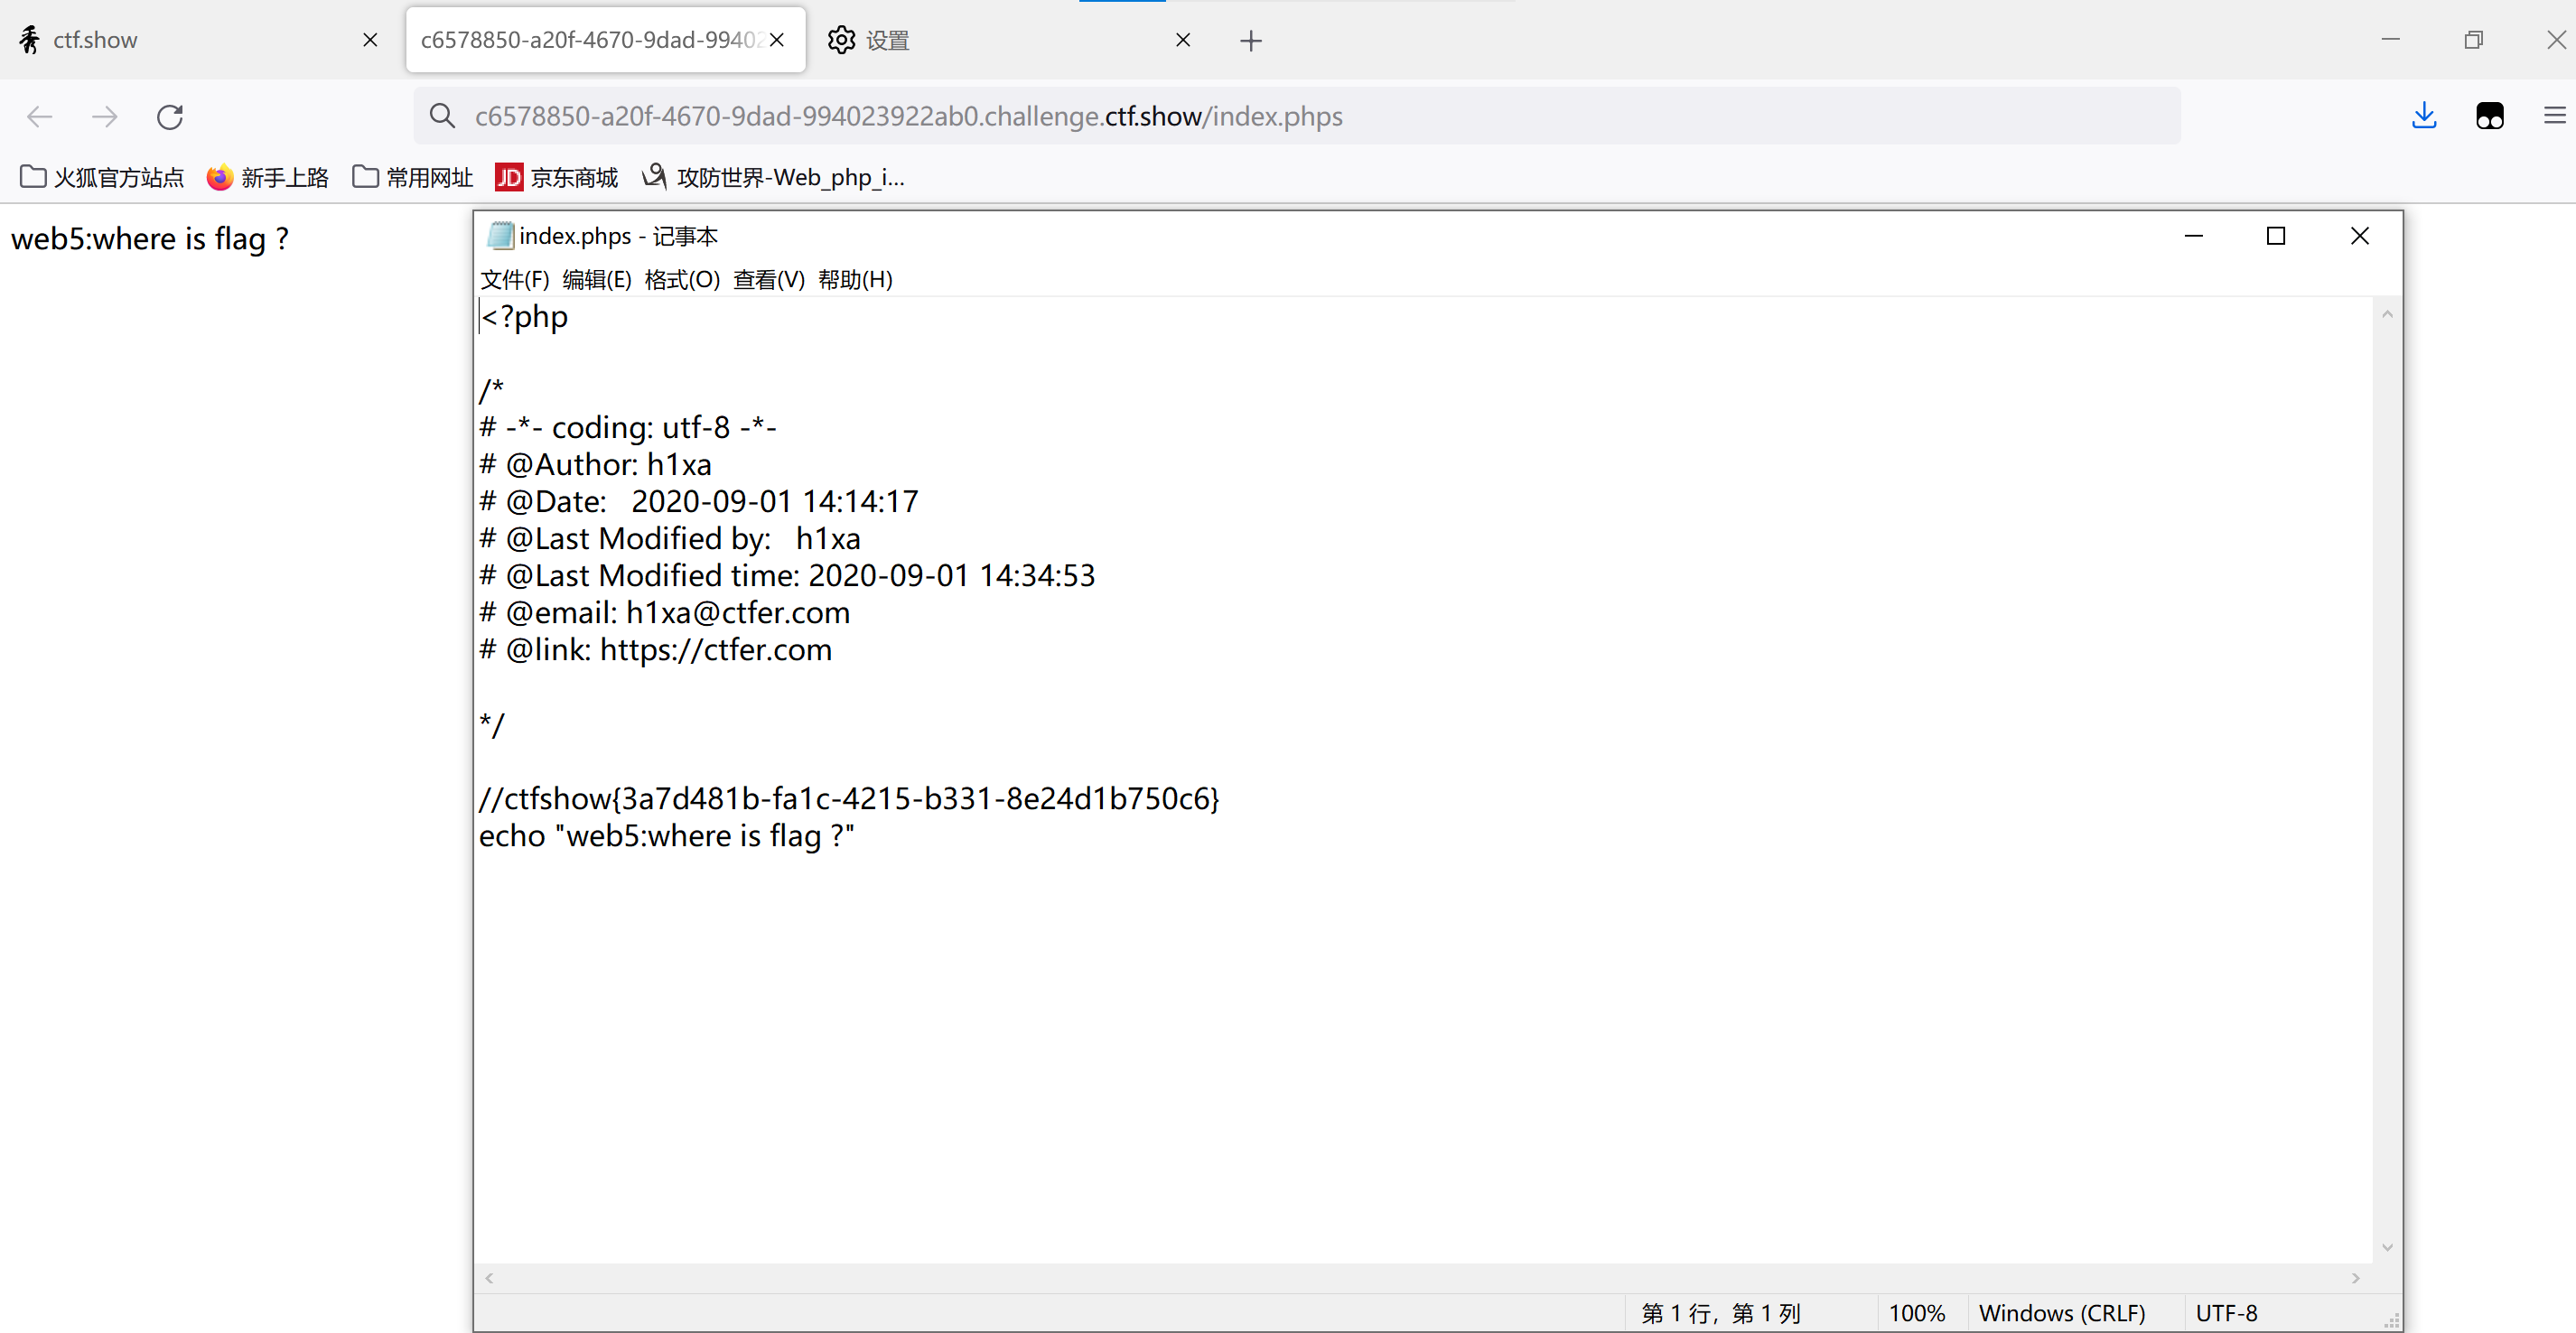 ctf.show
c6578850-a20f-4670-9dad-99402
设置
c6578850-a20f-4670-9dad-994023922ab0.challenge.ctf.show/index.phps
火狐官方站点 新手上路 常用网址 JD 京东商城 攻防世界-Web_php_i...
web5:where is flag ?
index.phps - 记事本
文件(F) 编辑(E) 格式(O) 查看(V) 帮助(H)
<?php
/*
# -*- coding: utf-8 -*-
# @Author: h1xa
# @Date:   2020-09-01 14:14:17
# @Last Modified by:   h1xa
# @Last Modified time: 2020-09-01 14:34:53
# @email: h1xa@ctfer.com
# @link: https://ctfer.com
*/
//ctfshow{3a7d481b-fa1c-4215-b331-8e24d1b750c6}
echo "web5:where is flag ?"
第 1 行，第 1 列 100% Windows (CRLF) UTF-8